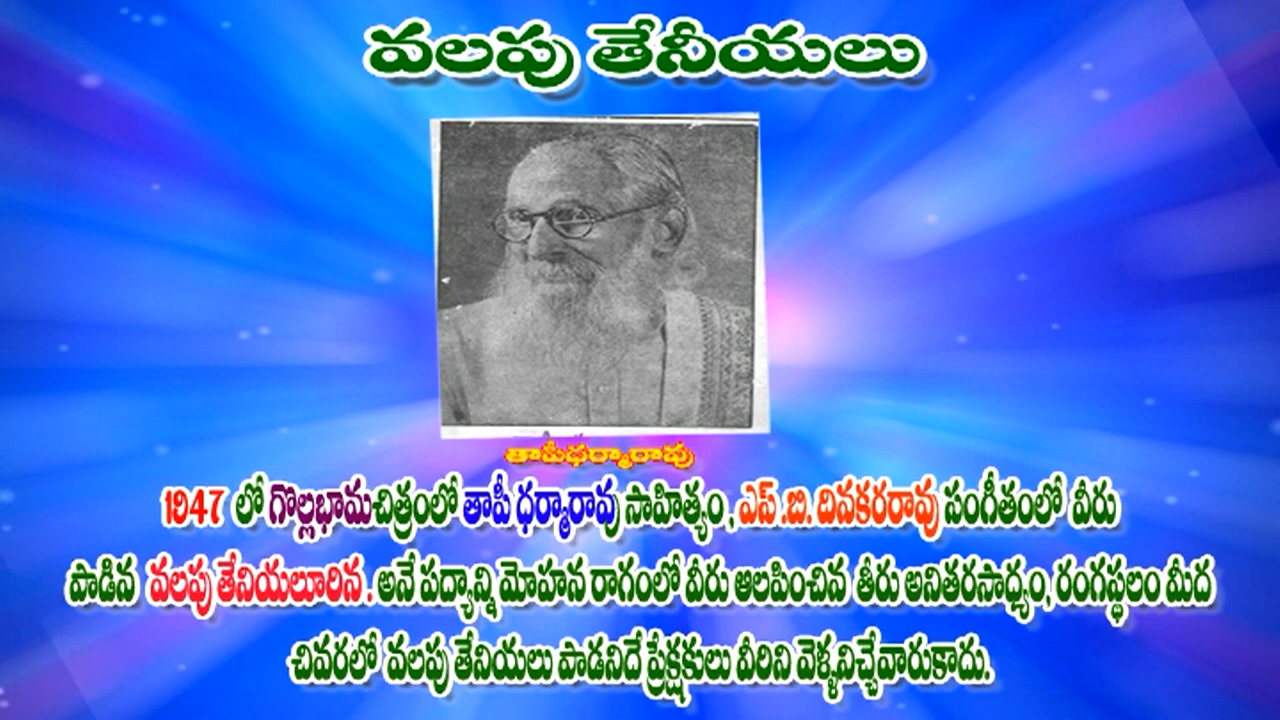 వలపు తేనీయలు
తాపీధర్మారావు
1947 లో గొల్లభామచిత్రంలో తాపీ ధర్మారావు సాహిత్యం, ఎస్.బి. దినకరరావు సంగీతంలో వీరు
పాడిన వలపు తేనియలూరిన. అనే పద్యాన్ని మోహన రాగంలో వీరు ఆలపించిన తీరు అనితరసాధ్యం, రంగస్థలం మీద
చివరలో వలపు తేనియలు పాడనిదే ప్రేక్షకులు వీరిని వెళ్ళనిచ్చేవారుకాదు.